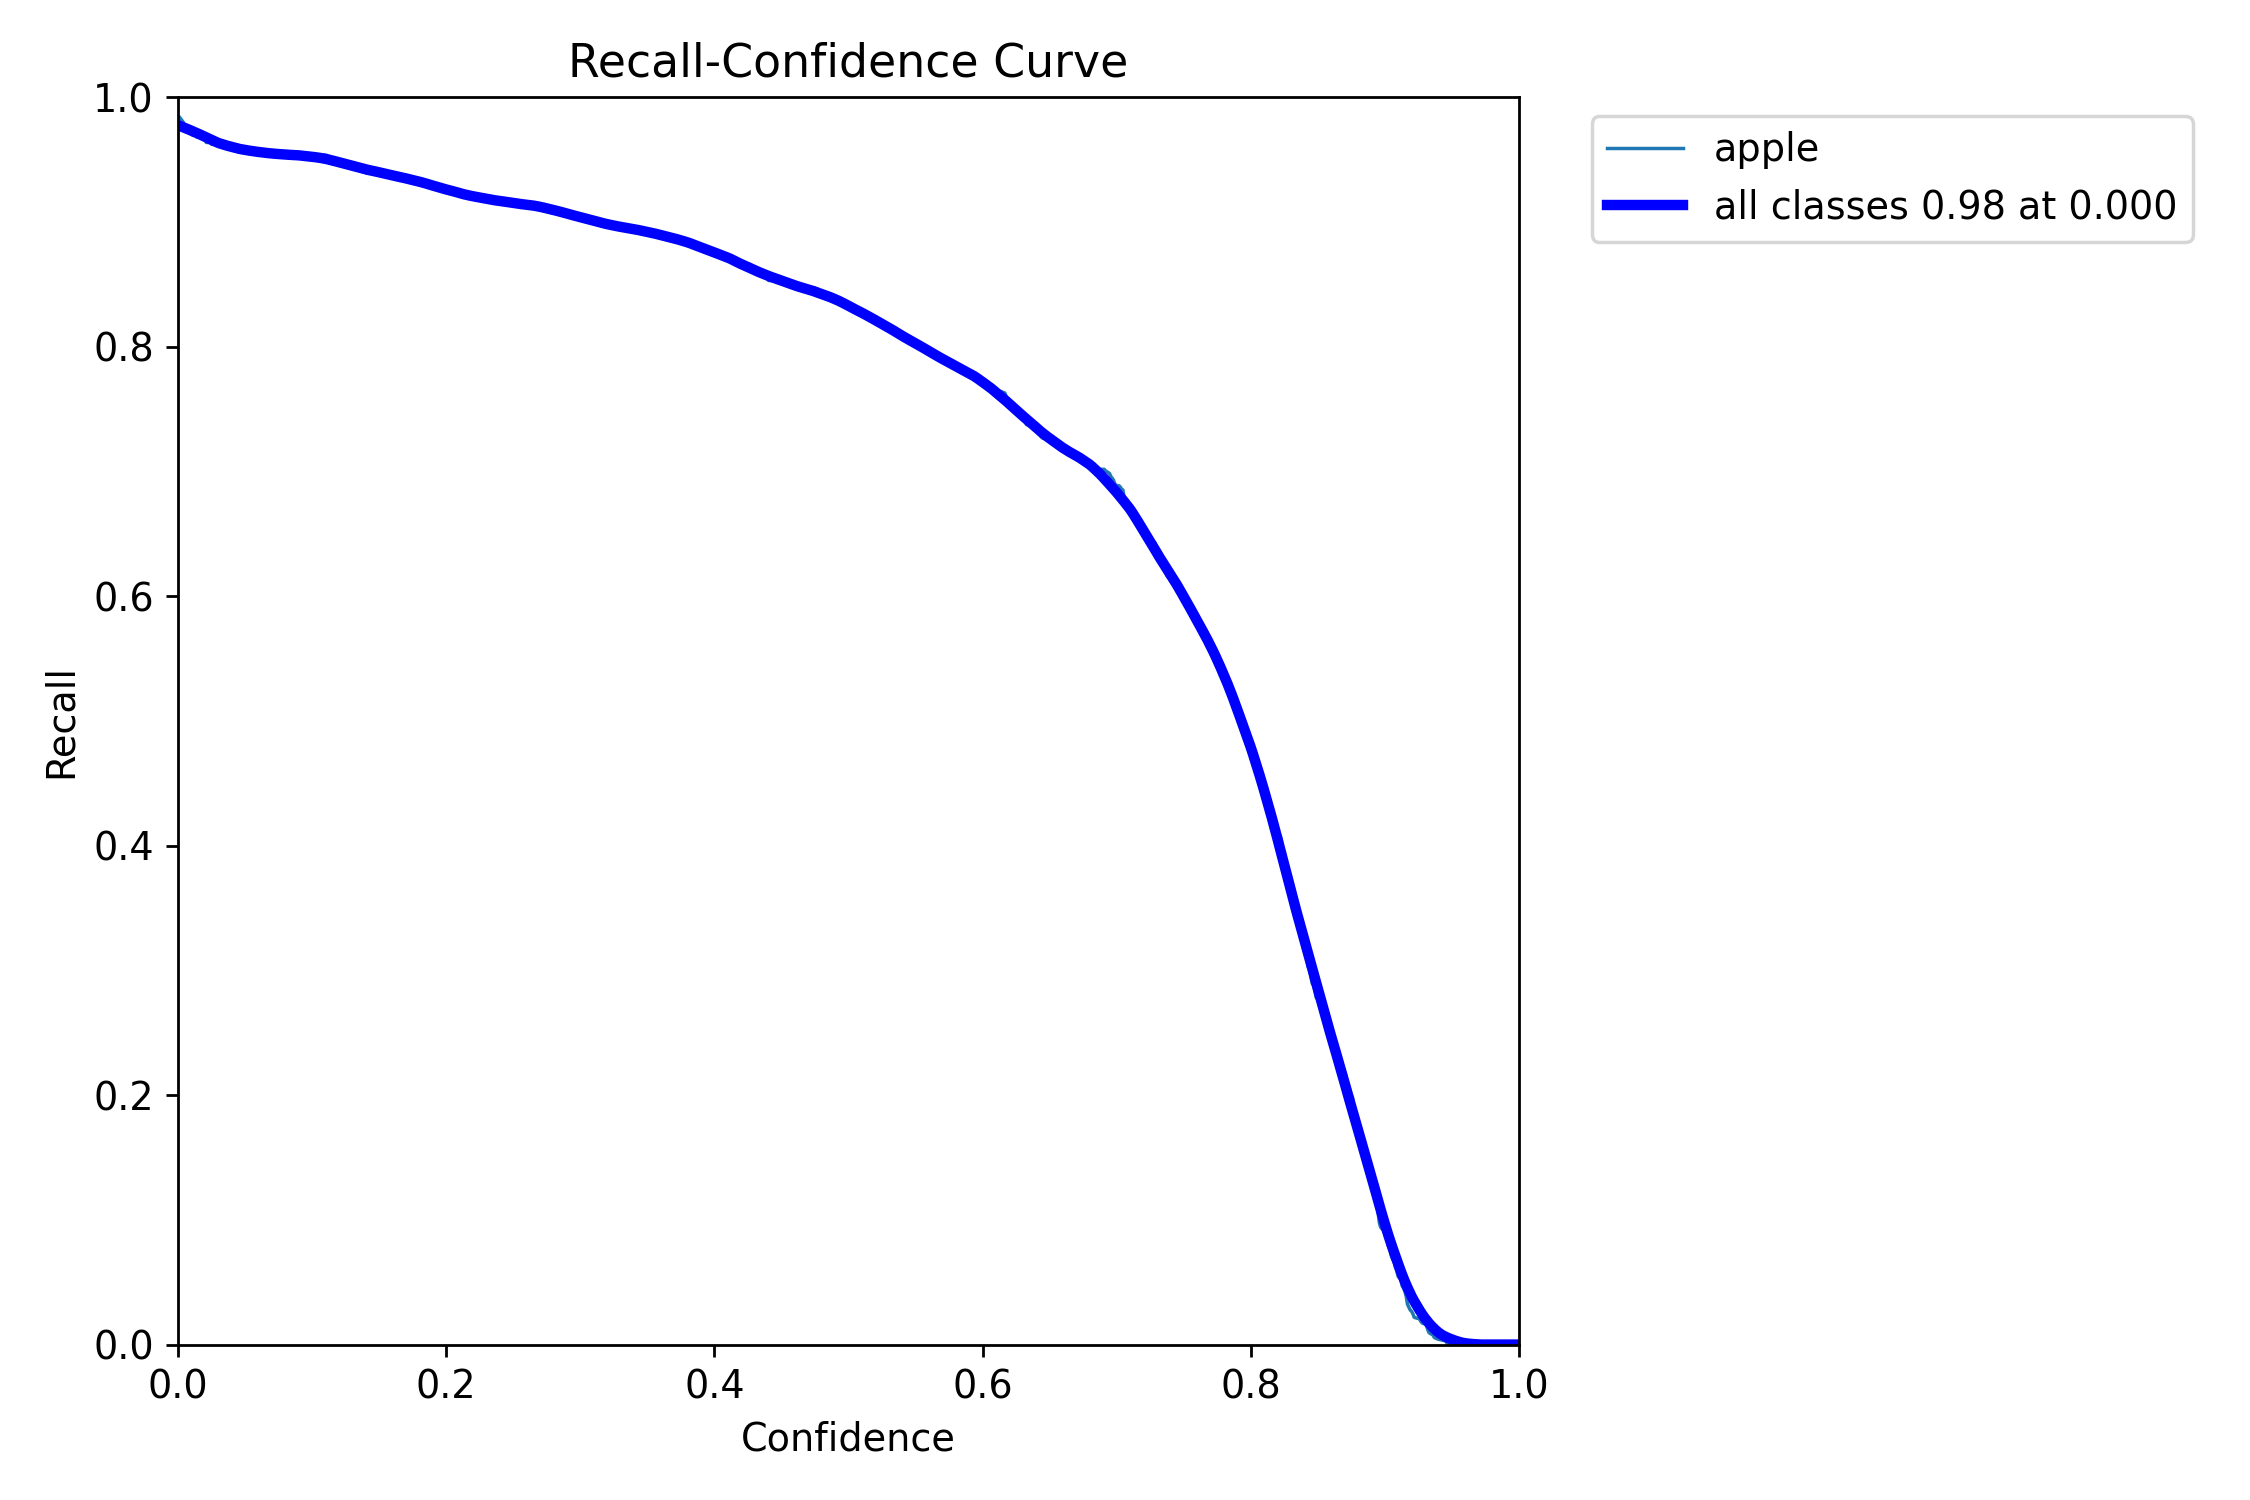 Recall-Confidence Curve
1.0
0.8
0.6
0.4
0.2
0.0
Recall
0.0 0.2 0.4 0.6 0.8 1.0
Confidence
apple
all classes 0.98 at 0.000